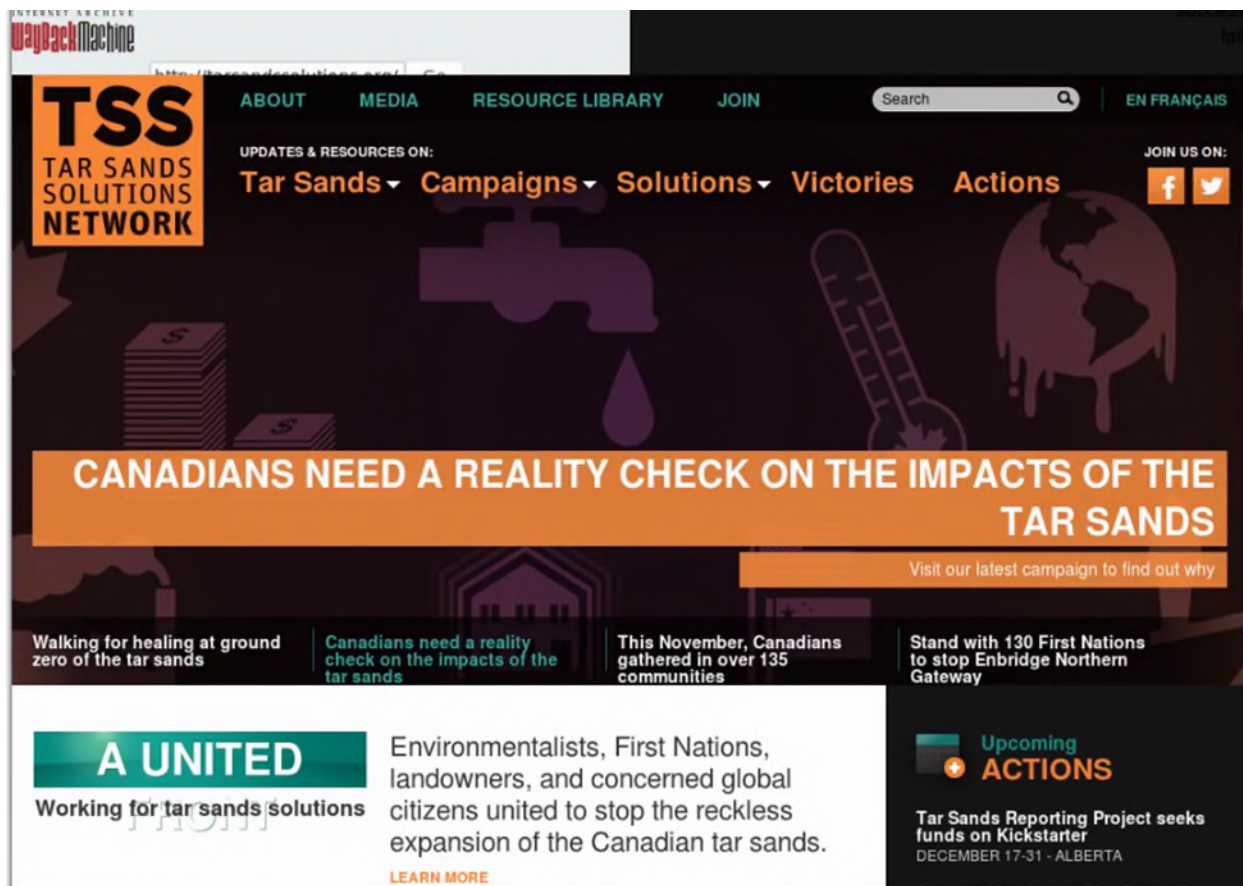 INTERNET ARCHIVE
WayBackMachine
http://tarsandssolutions.org/ Go
TSS
TAR SANDS
SOLUTIONS
NETWORK
ABOUT MEDIA RESOURCE LIBRARY JOIN
Search
EN FRANÇAIS
UPDATES & RESOURCES ON:
Tar Sands Campaigns Solutions Victories Actions
JOIN US ON:
CANADIANS NEED A REALITY CHECK ON THE IMPACTS OF THE
TAR SANDS
Visit our latest campaign to find out why
Walking for healing at ground
zero of the tar sands
Canadians need a reality
check on the impacts of the
tar sands
This November, Canadians
gathered in over 135
communities
Stand with 130 First Nations
to stop Enbridge Northern
Gateway
A UNITED
FRONT
Working for tar sands solutions
Environmentalists, First Nations,
landowners, and concerned global
citizens united to stop the reckless
expansion of the Canadian tar sands.
LEARN MORE
Upcoming
ACTIONS
Tar Sands Reporting Project seeks
funds on Kickstarter
DECEMBER 17-31 - ALBERTA